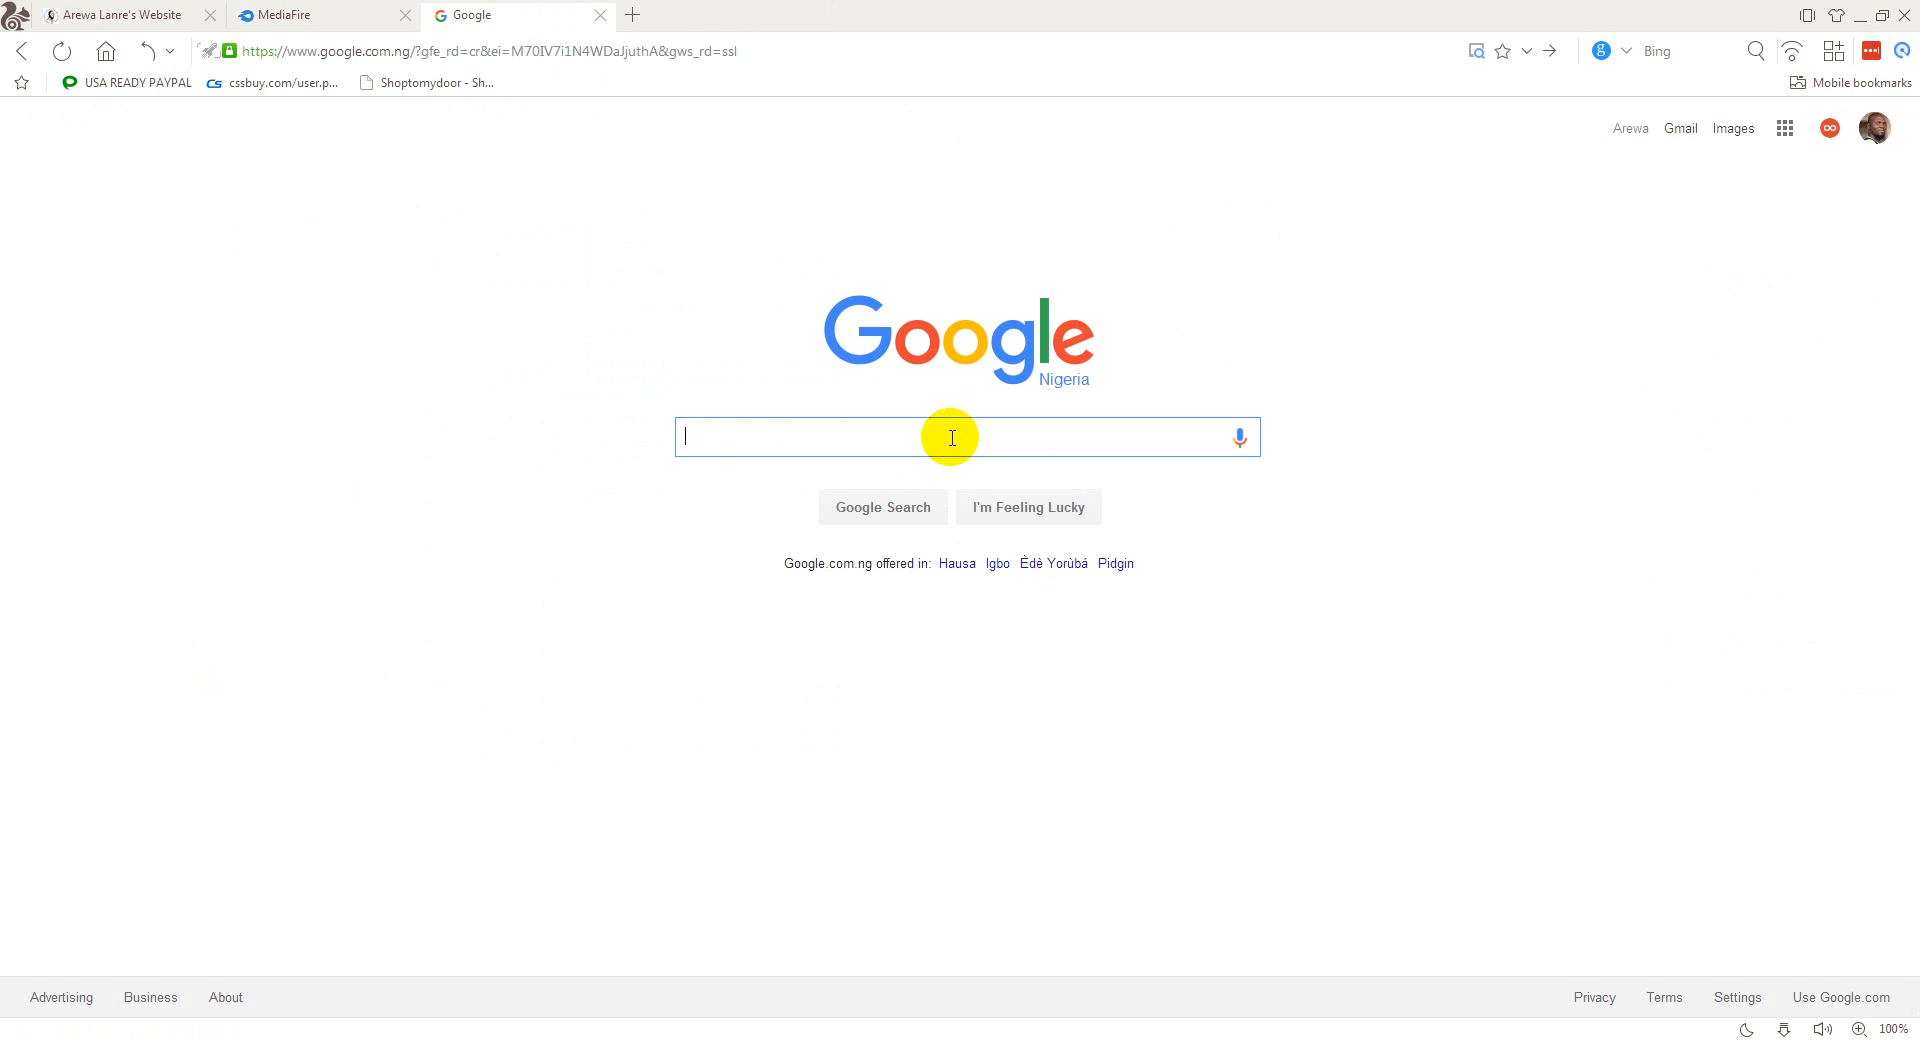 Arewa Lanre's Website MediaFire Google
https://www.google.com.ng/?gfe_rd=cr&ei=M70IV7i1N4WDaJjuthA&gws_rd=ssl g Bing
USA READY PAYPAL CS cssbuy.com/user.p... Shoptomydoor - Sh... Mobile bookmarks
Arewa Gmail Images
Google
Nigeria
Google Search I'm Feeling Lucky
Google.com.ng offered in: Hausa Igbo Èdè Yorùbá Pidgin
Advertising Business About Privacy Terms Settings Use Google.com
100%